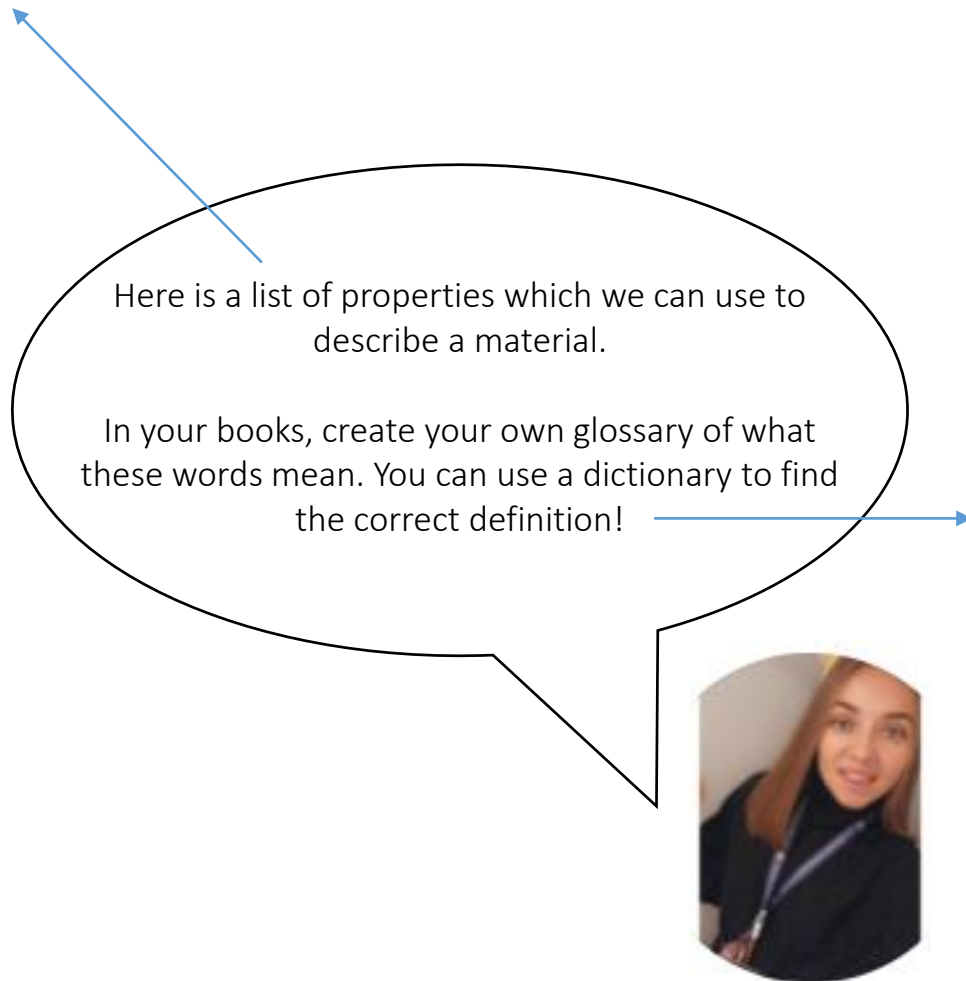 Here is a list of properties which we can use to
describe a material.
In your books, create your own glossary of what
these words mean. You can use a dictionary to find
the correct definition!